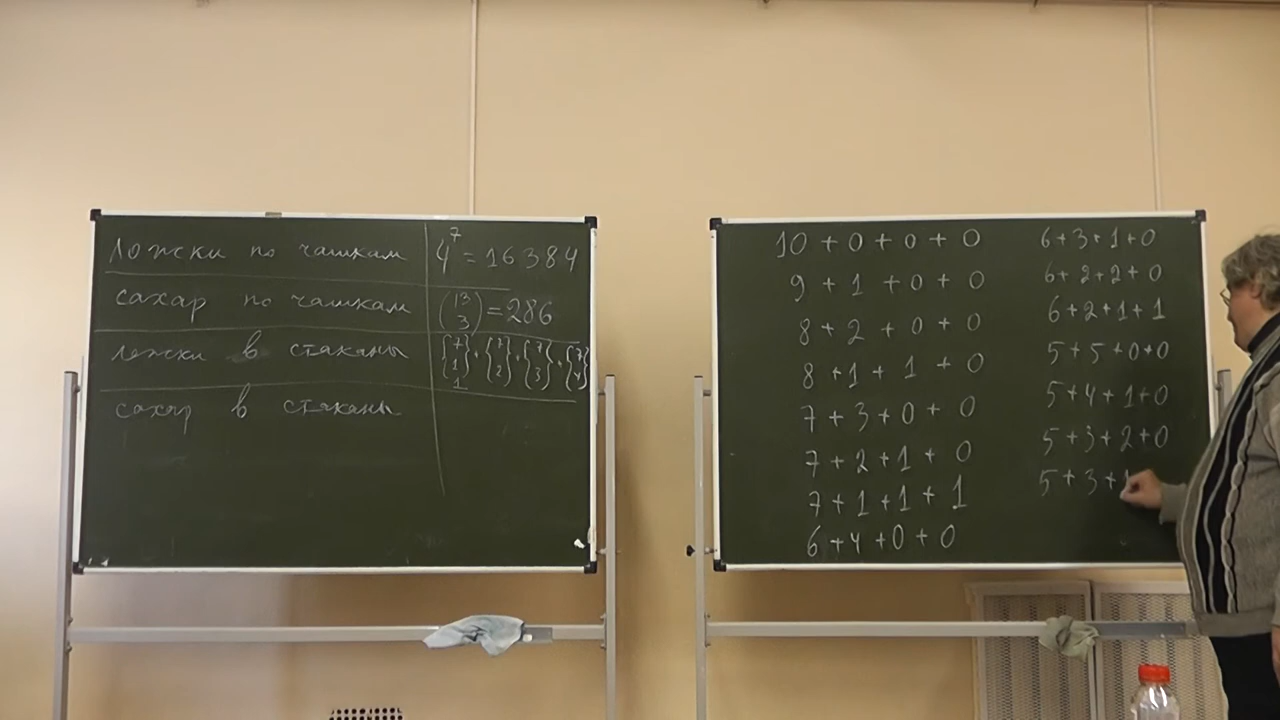 ложки по чашкам 4⁷ = 16384
сахар по чашкам (13 3) = 286
ложки в стаканы {7 1} + {7 2} + {7 3} + {7 4}
1
сахар в стаканы
10 + 0 + 0 + 0
9 + 1 + 0 + 0
8 + 2 + 0 + 0
8 + 1 + 1 + 0
7 + 3 + 0 + 0
7 + 2 + 1 + 0
7 + 1 + 1 + 1
6 + 4 + 0 + 0
6 + 3 + 1 + 0
6 + 2 + 2 + 0
6 + 2 + 1 + 1
5 + 5 + 0 + 0
5 + 4 + 1 + 0
5 + 3 + 2 + 0
5 + 3 + 1